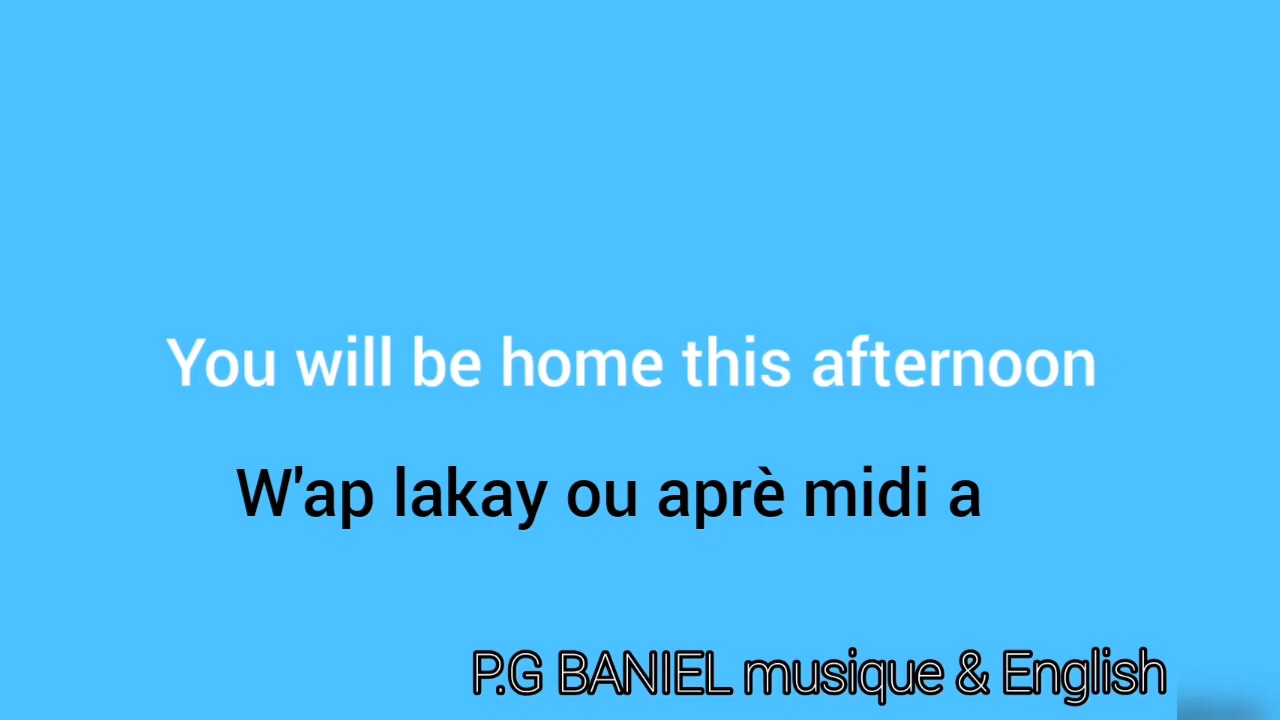 You will be home this afternoon
W'ap lakay ou aprè midi a
P.G BANIEL musique & English